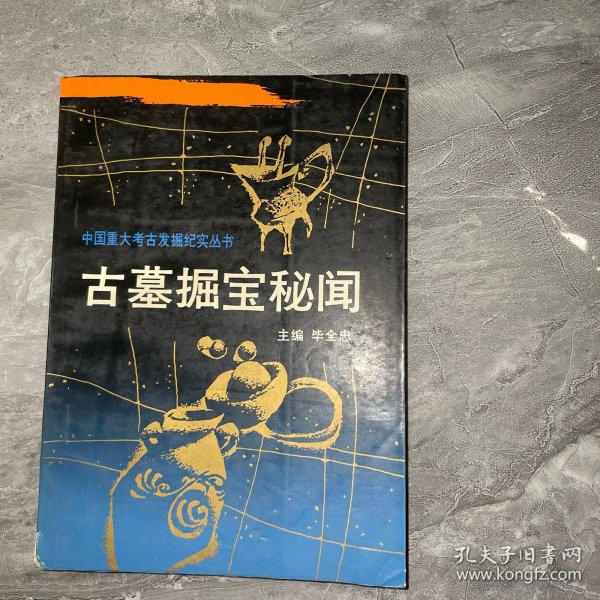 中国重大考古发掘纪实丛书
古墓掘宝秘闻
主编 毕全忠
孔夫子旧书网
www.kongfz.com